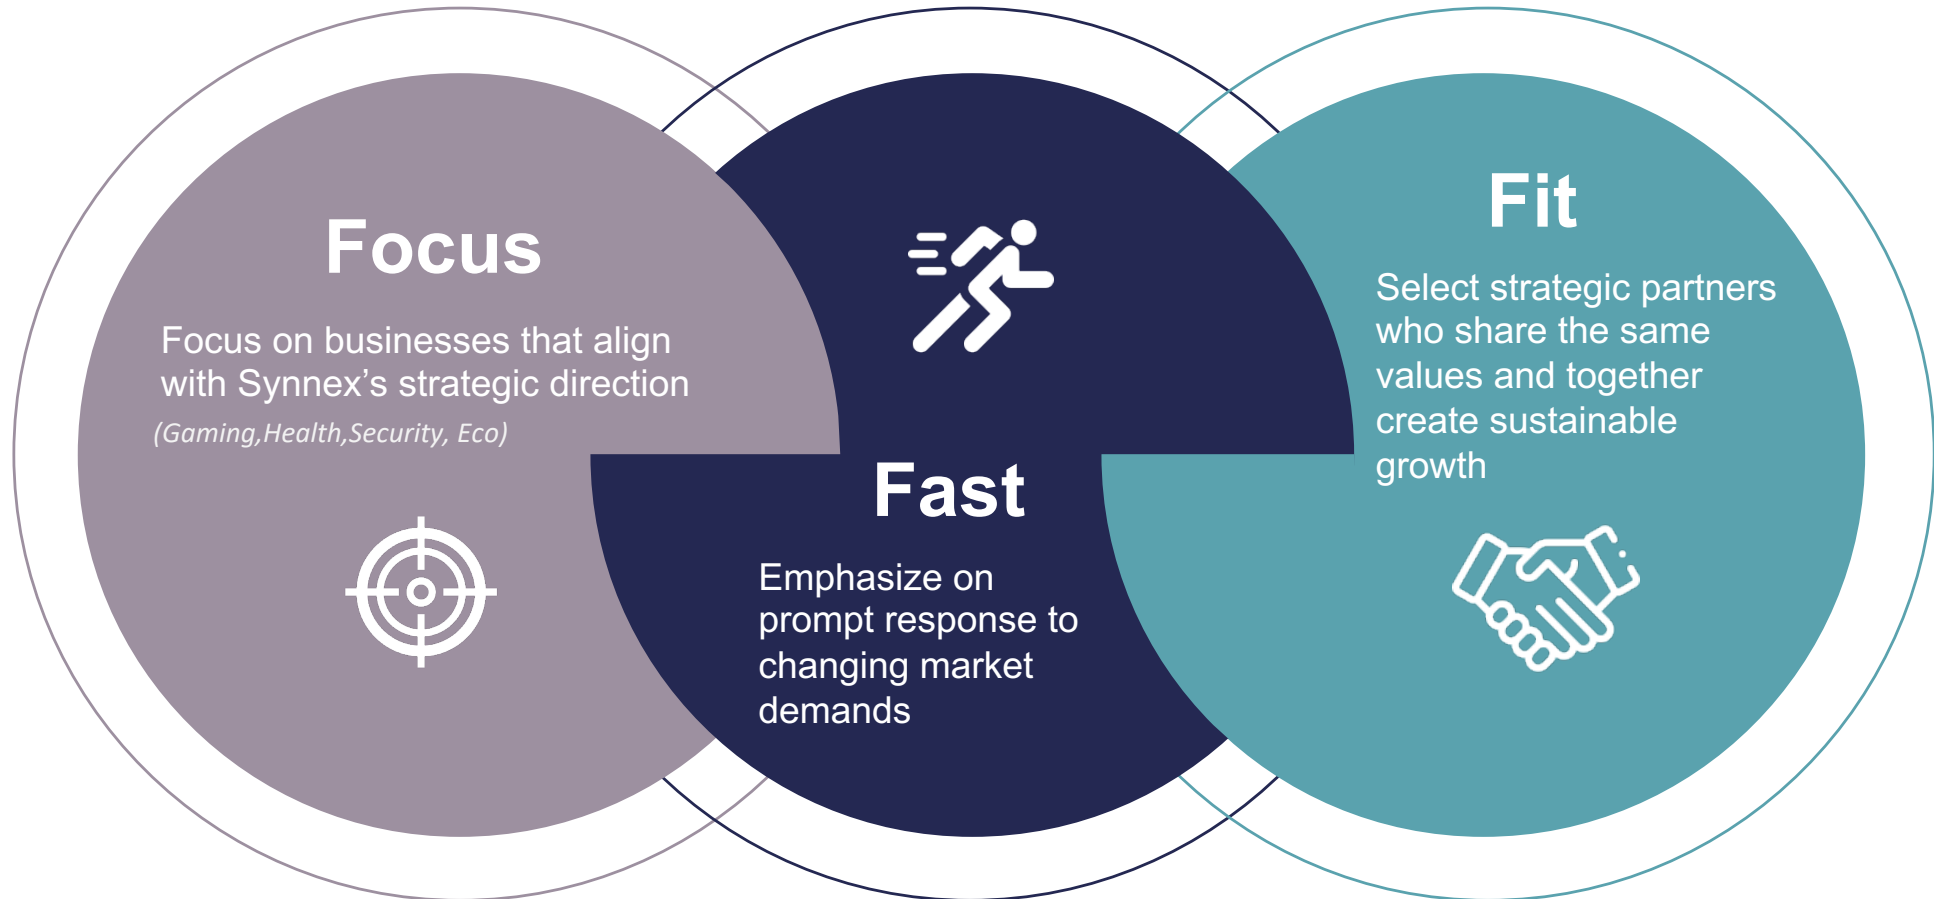 Focus
Focus on businesses that align
with Synnex’s strategic direction
(Gaming,Health,Security, Eco)
Fast
Emphasize on
prompt response to
changing market
demands
Fit
Select strategic partners
who share the same
values and together
create sustainable
growth